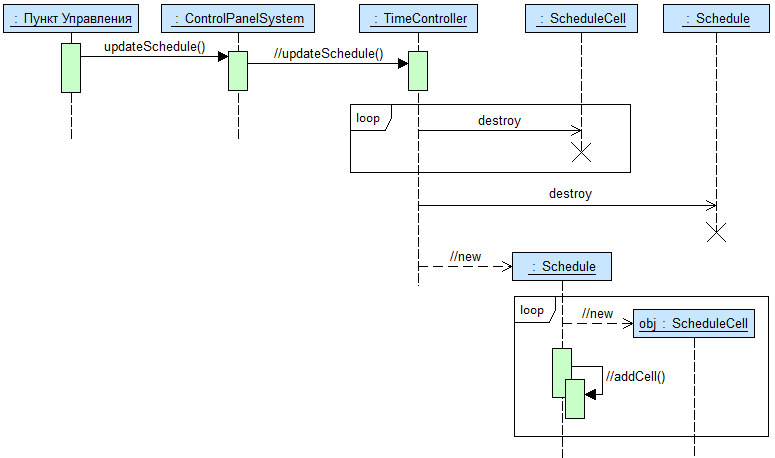 : Пункт Управления
: ControlPanelSystem
: TimeController
: ScheduleCell
: Schedule
updateSchedule()
//updateSchedule()
loop
destroy
destroy
//new
: Schedule
loop
//new
obj : ScheduleCell
//addCell()